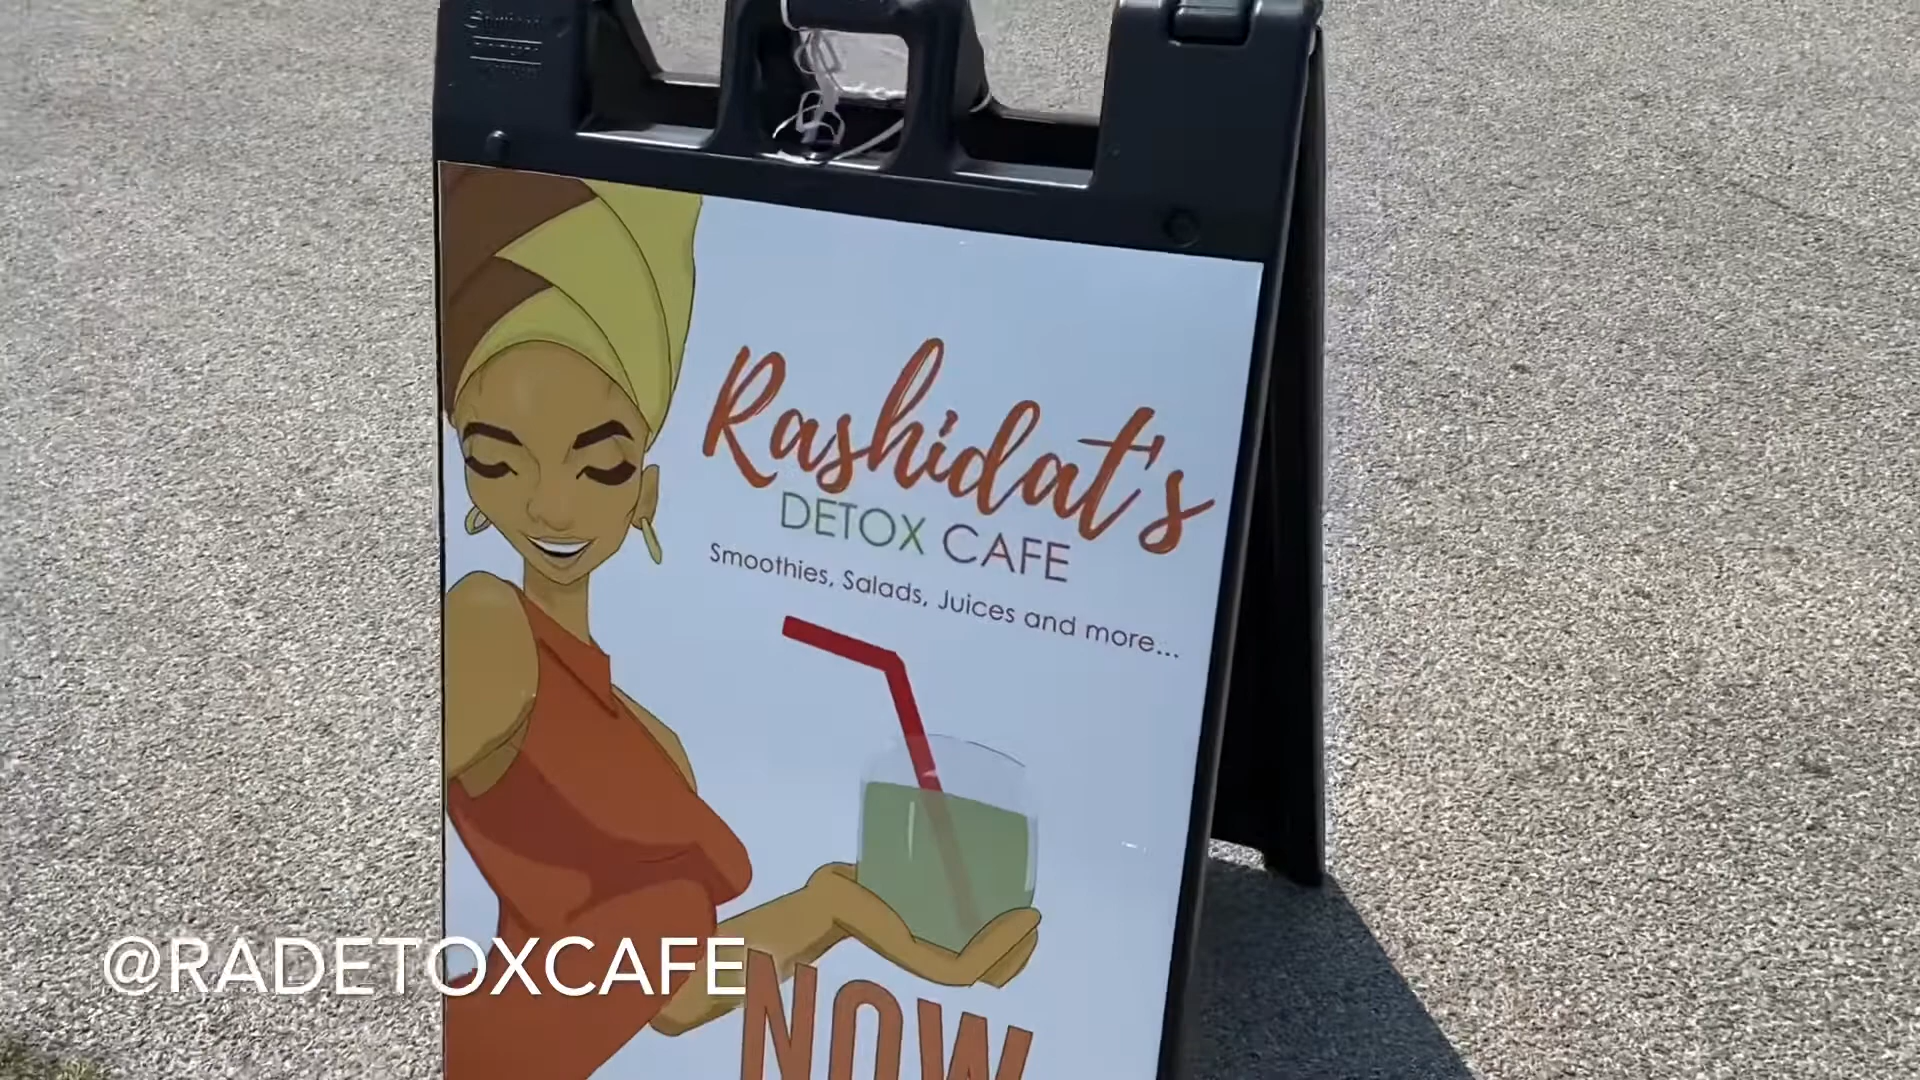 Rashidat's
DETOX CAFE
Smoothies, Salads, Juices and more...
@RADETOXCAFE
NOW